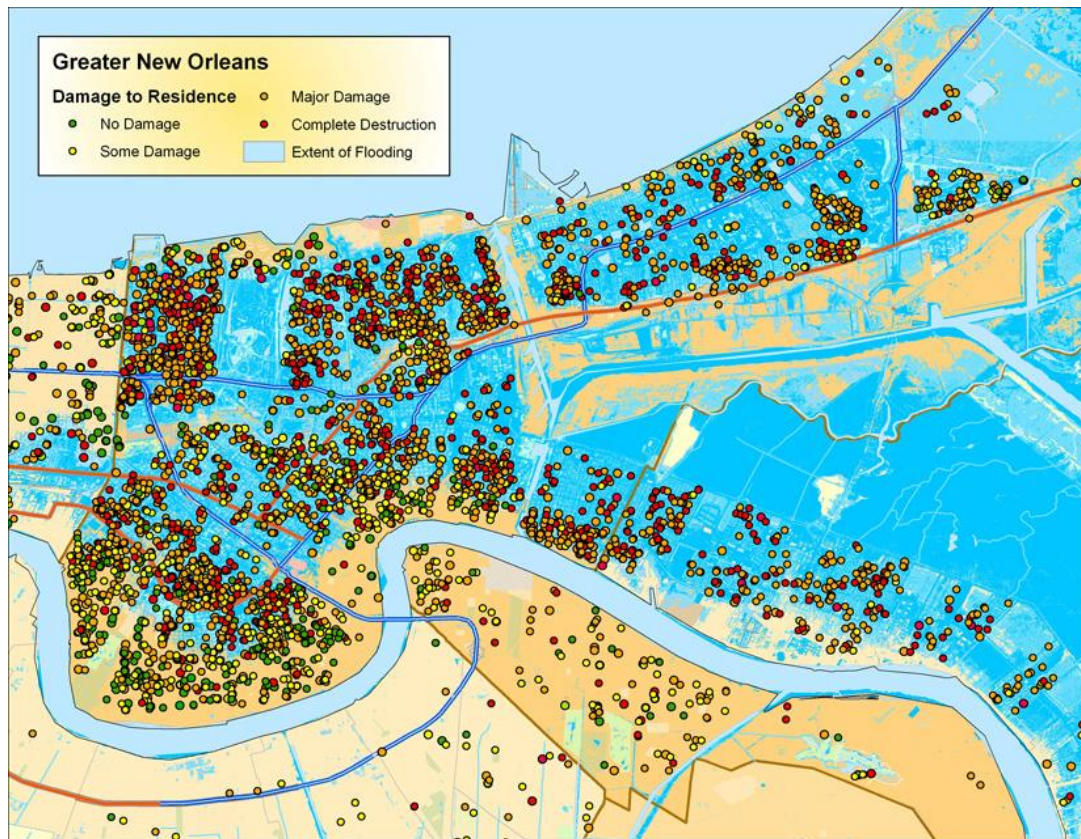 Greater New Orleans
Damage to Residence
No Damage
Some Damage
Major Damage
Complete Destruction
Extent of Flooding